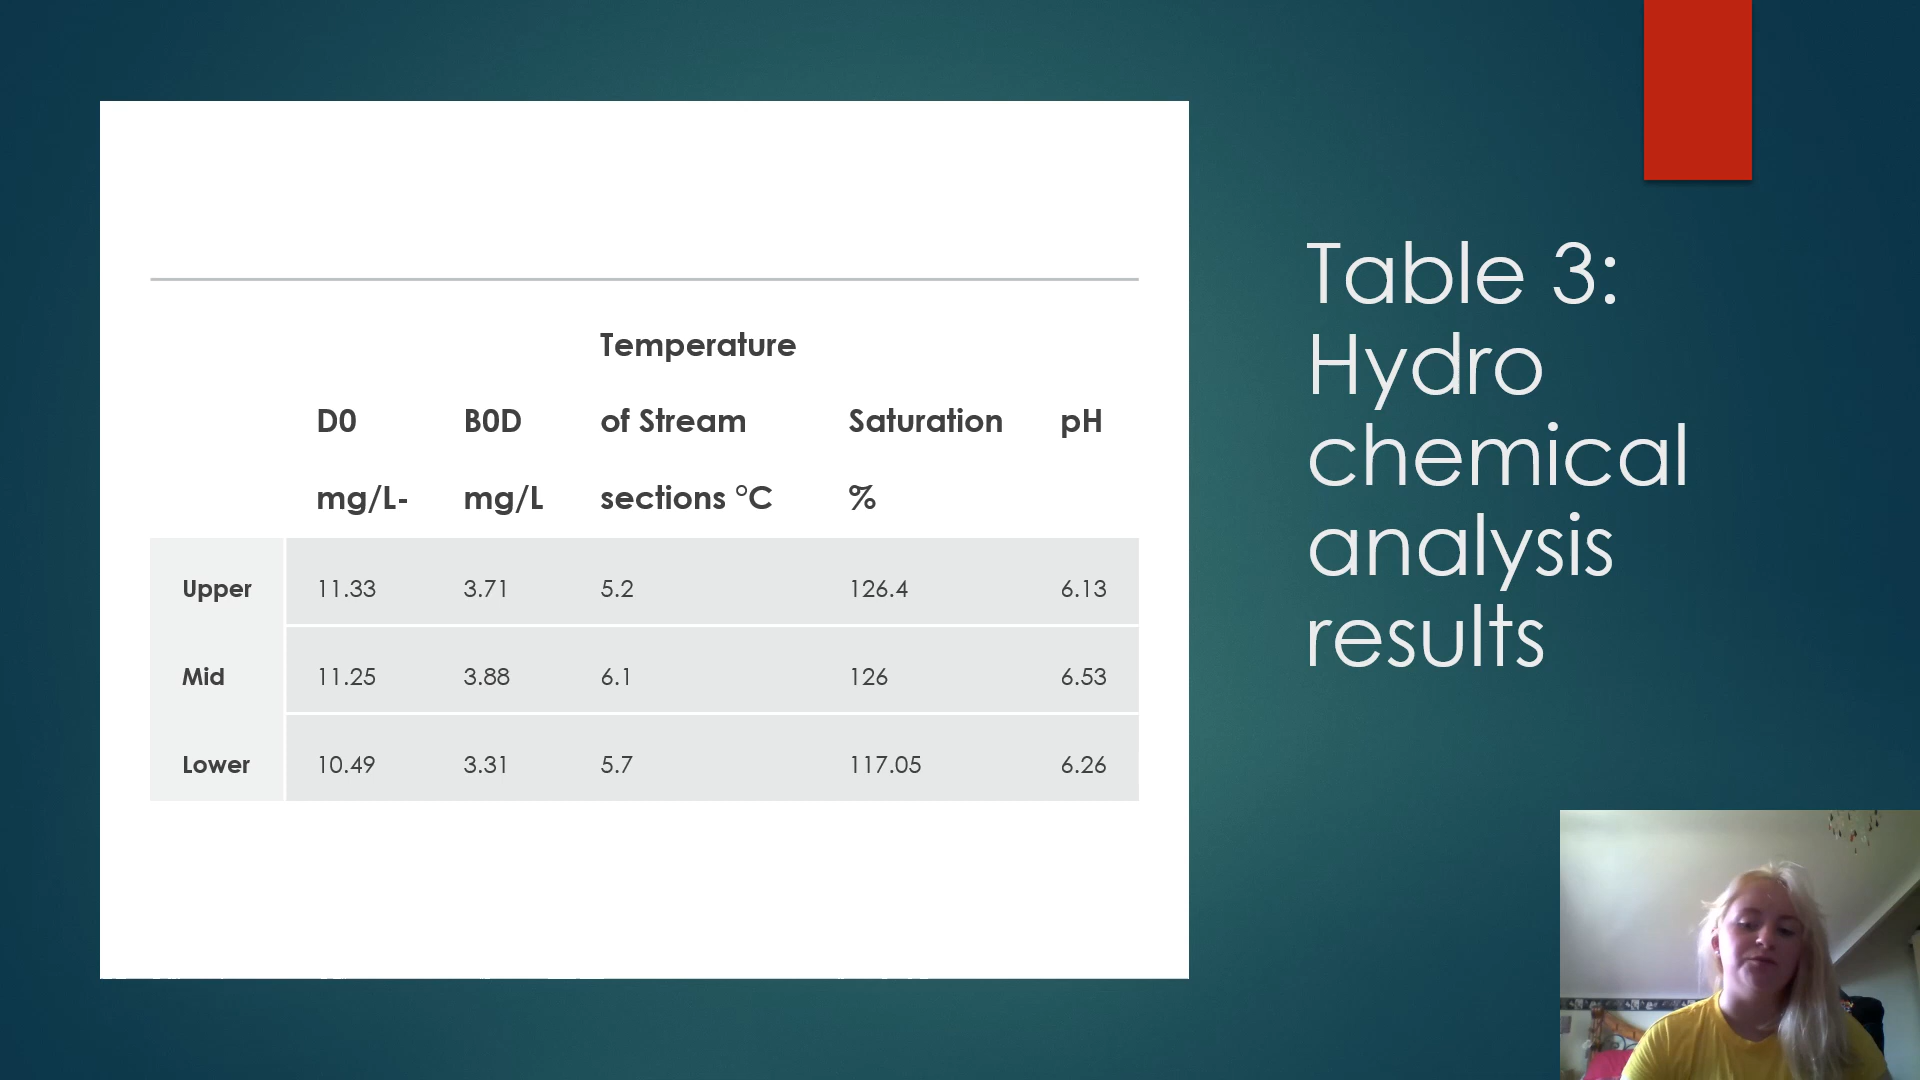 Temperature
D0 B0D of Stream Saturation pH
mg/L- mg/L sections °C %
Upper 11.33 3.71 5.2 126.4 6.13
Mid 11.25 3.88 6.1 126 6.53
Lower 10.49 3.31 5.7 117.05 6.26
Table 3:
Hydro
chemical
analysis
results